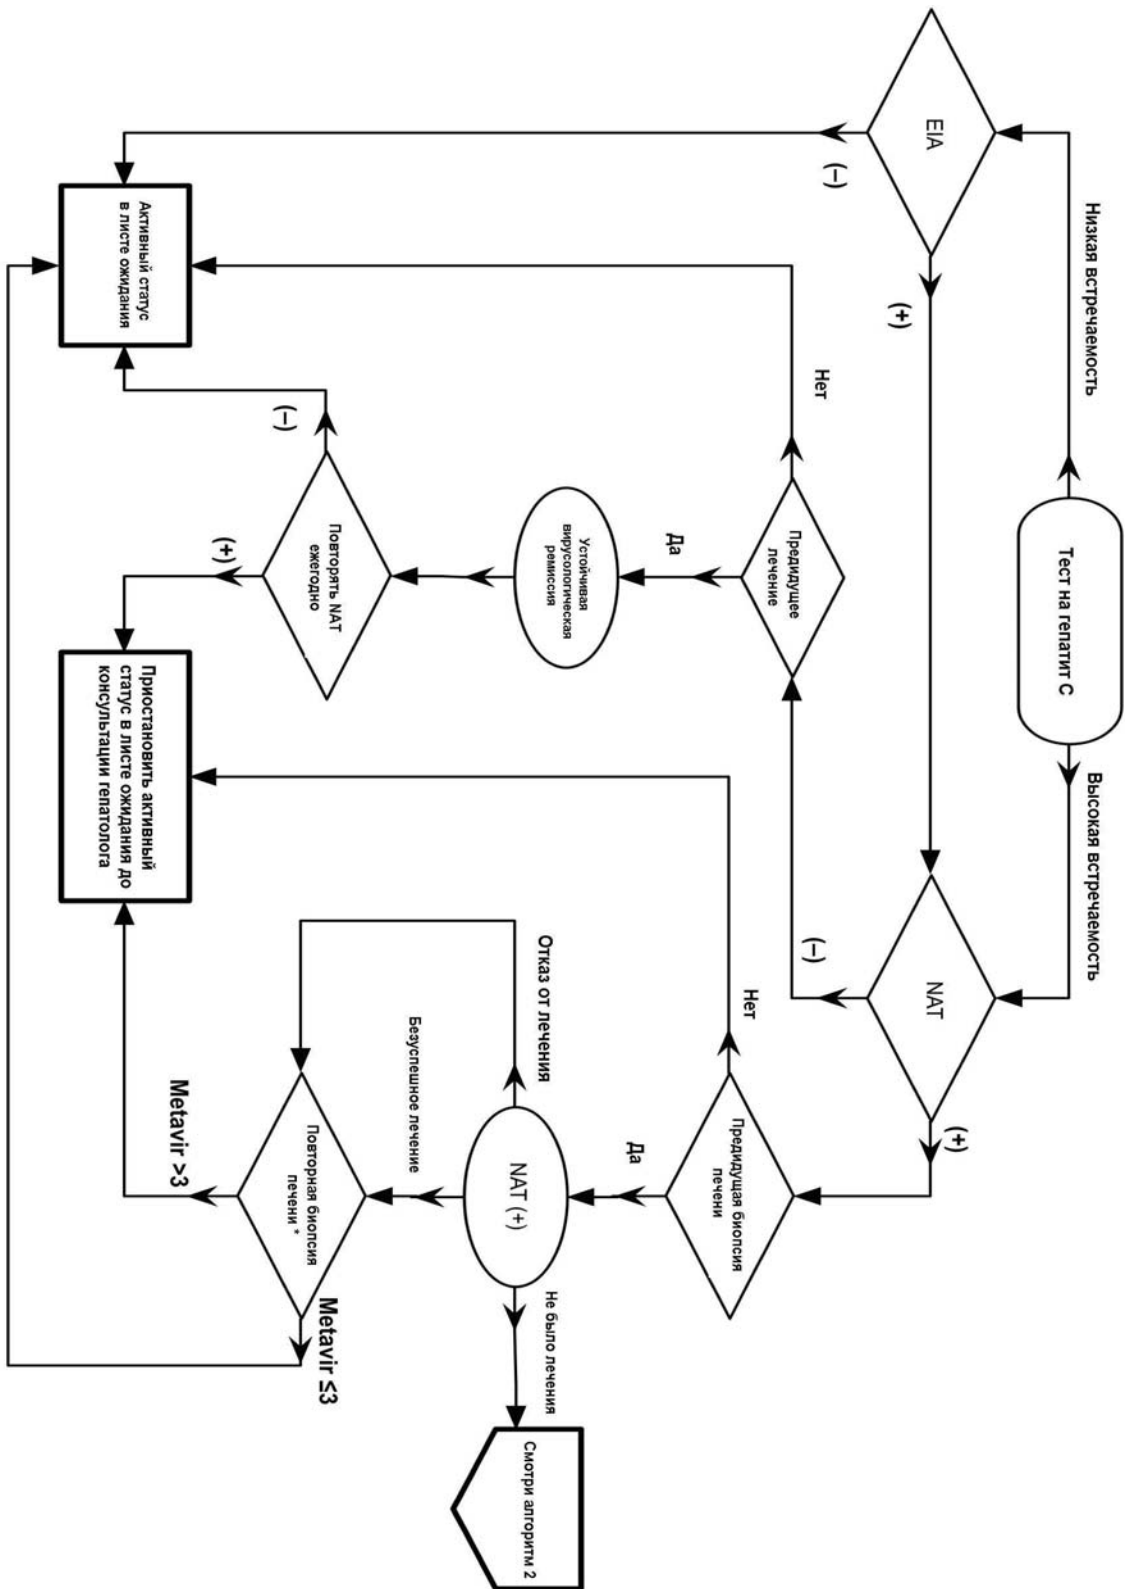 Тест на гепатит С
Низкая встречаемость
Высокая встречаемость
EIA
(+)
(−)
NAT
(+)
(−)
Предидущее
лечение
Нет
Да
Предидущая биопсия
печени
Нет
Да
Устойчивая
вирусологическая
ремиссия
NAT (+)
Отказ от лечения
Безуспешное лечение
Не было лечения
Смотри алгоритм 2
Повторять NAT
ежегодно
(−)
(+)
Повторная биопсия
печени *
Metavir ≤3
Metavir >3
Активный статус
в листе ожидания
Приостановить активный
статус в листе ожидания до
консультации гепатолога